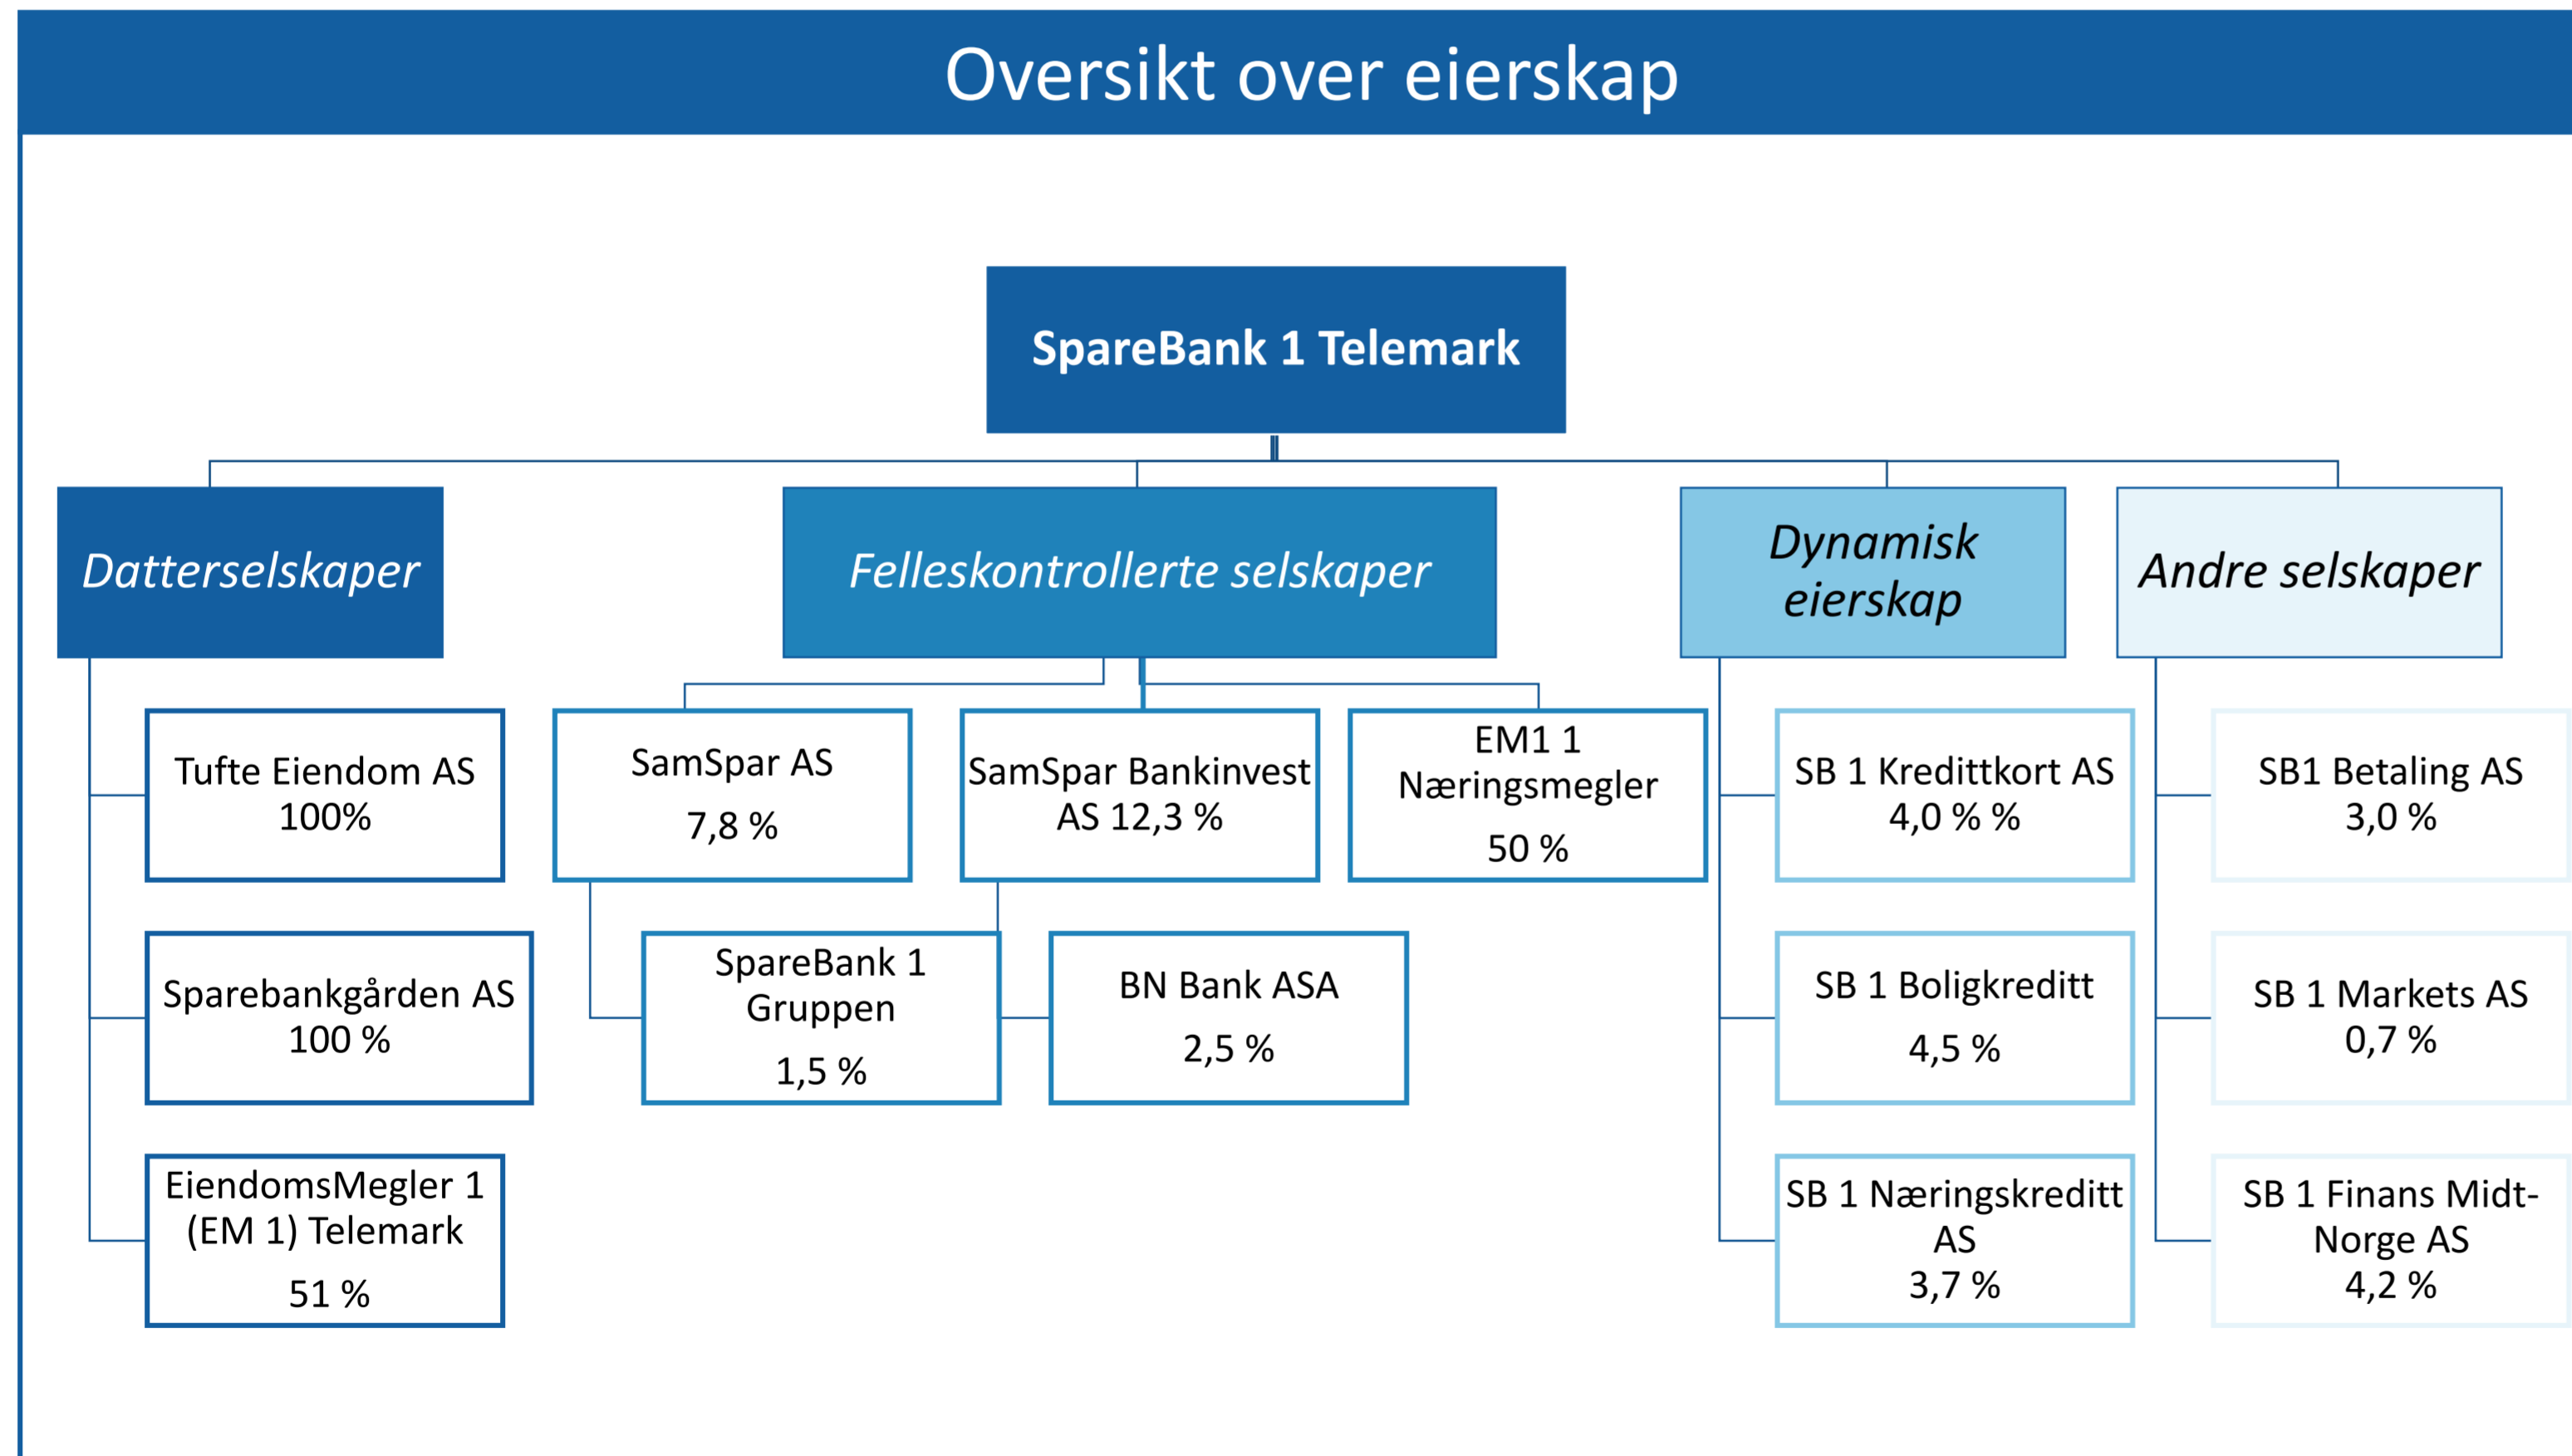 Oversikt over eierskap
SpareBank 1 Telemark
Datterselskaper
Tufte Eiendom AS
100%
Sparebankgården AS
100 %
EiendomsMegler 1
(EM 1) Telemark
51 %
Felleskontrollerte selskaper
SamSpar AS
7,8 %
SpareBank 1
Gruppen
1,5 %
SamSpar Bankinvest
AS 12,3 %
BN Bank ASA
2,5 %
EM1 1
Næringsmegler
50 %
Dynamisk
eierskap
SB 1 Kredittkort AS
4,0 % %
SB 1 Boligkreditt
4,5 %
SB 1 Næringskreditt
AS
3,7 %
Andre selskaper
SB1 Betaling AS
3,0 %
SB 1 Markets AS
0,7 %
SB 1 Finans Midt-
Norge AS
4,2 %